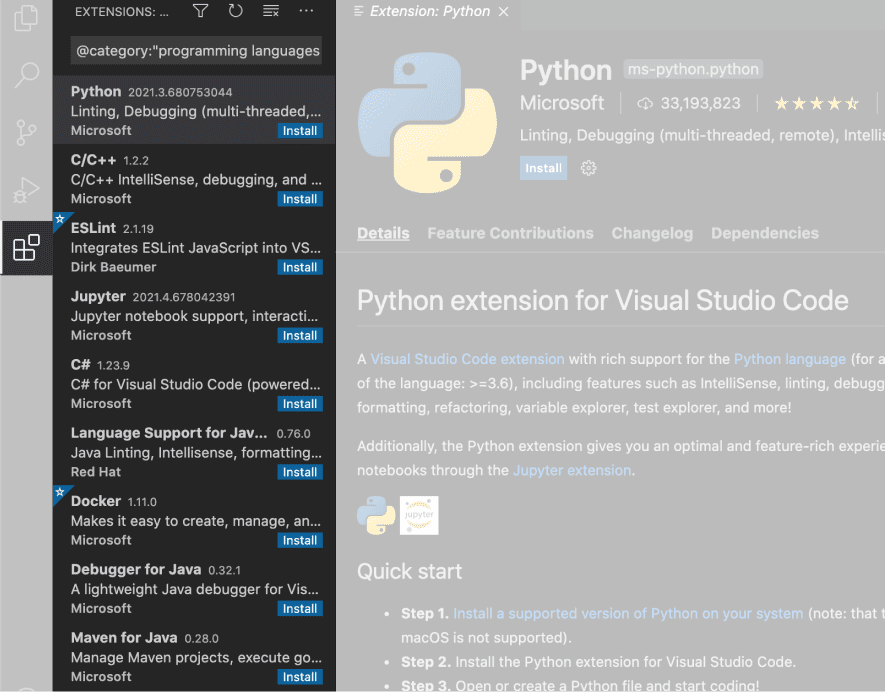 EXTENSIONS: ...
@category:"programming languages
Python 2021.3.680753044
Linting, Debugging (multi-threaded,...
Microsoft Install
C/C++ 1.2.2
C/C++ IntelliSense, debugging, and ...
Microsoft Install
ESLint 2.1.19
Integrates ESLint JavaScript into VS...
Dirk Baeumer Install
Jupyter 2021.4.678042391
Jupyter notebook support, interacti...
Microsoft Install
C# 1.23.9
C# for Visual Studio Code (powered...
Microsoft Install
Language Support for Jav... 0.76.0
Java Linting, Intellisense, formatting...
Red Hat Install
Docker 1.11.0
Makes it easy to create, manage, an...
Microsoft Install
Debugger for Java 0.32.1
A lightweight Java debugger for Vis...
Microsoft Install
Maven for Java 0.28.0
Manage Maven projects, execute go...
Microsoft Install
Extension: Python
Python ms-python.python
Microsoft 33,193,823
Linting, Debugging (multi-threaded, remote), Intellis
Install
Details Feature Contributions Changelog Dependencies
Python extension for Visual Studio Code
A Visual Studio Code extension with rich support for the Python language (for a
of the language: >=3.6), including features such as IntelliSense, linting, debugg
formatting, refactoring, variable explorer, test explorer, and more!
Additionally, the Python extension gives you an optimal and feature-rich experie
notebooks through the Jupyter extension.
jupyter
Quick start
• Step 1. Install a supported version of Python on your system (note: that t
macOS is not supported).
• Step 2. Install the Python extension for Visual Studio Code.
• Step 3. Open or create a Python file and start coding!